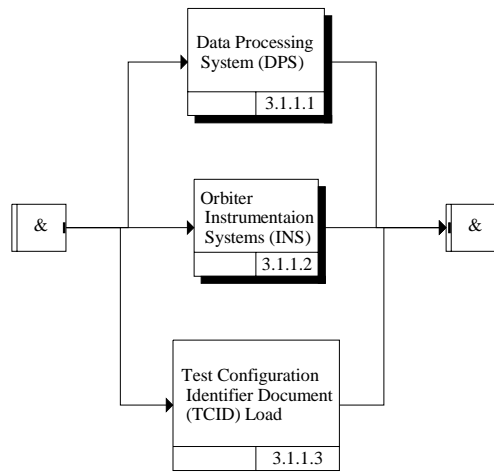 Data Processing
System (DPS)
3.1.1.1
&
Orbiter
Instrumentaion
Systems (INS)
3.1.1.2
&
Test Configuration
Identifier Document
(TCID) Load
3.1.1.3